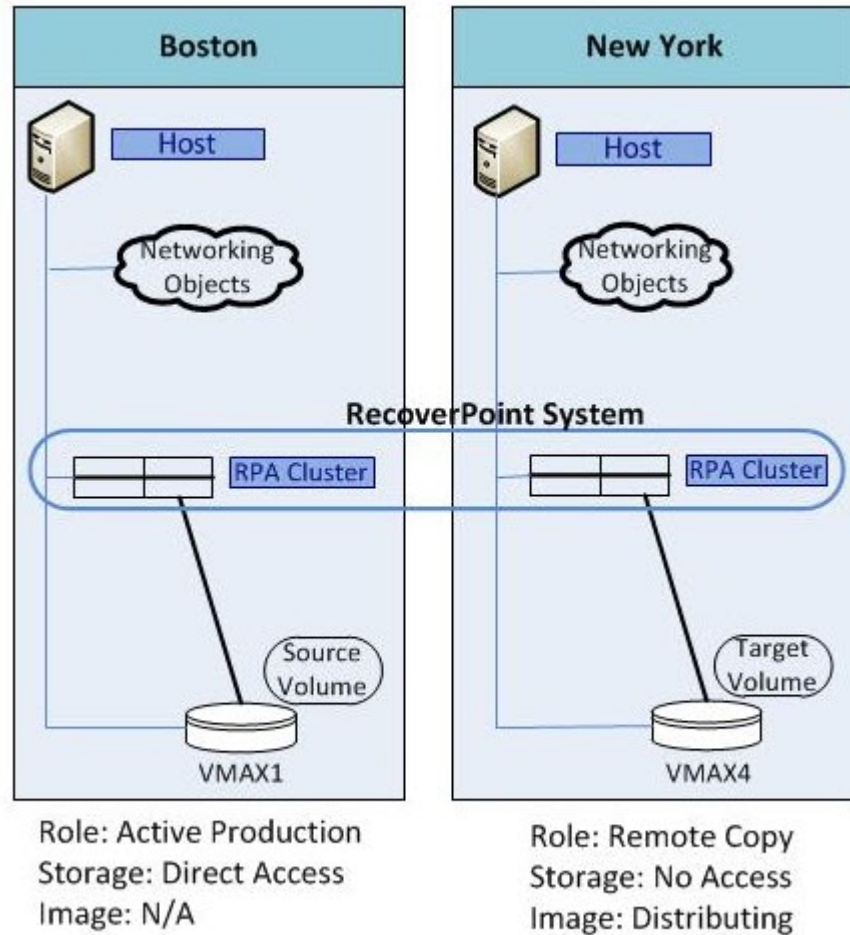 Boston
New York
Host
Host
Networking
Objects
Networking
Objects
RecoverPoint System
RPA Cluster
RPA Cluster
Source
Volume
Target
Volume
VMAX1
VMAX4
Role: Active Production
Storage: Direct Access
Image: N/A
Role: Remote Copy
Storage: No Access
Image: Distributing